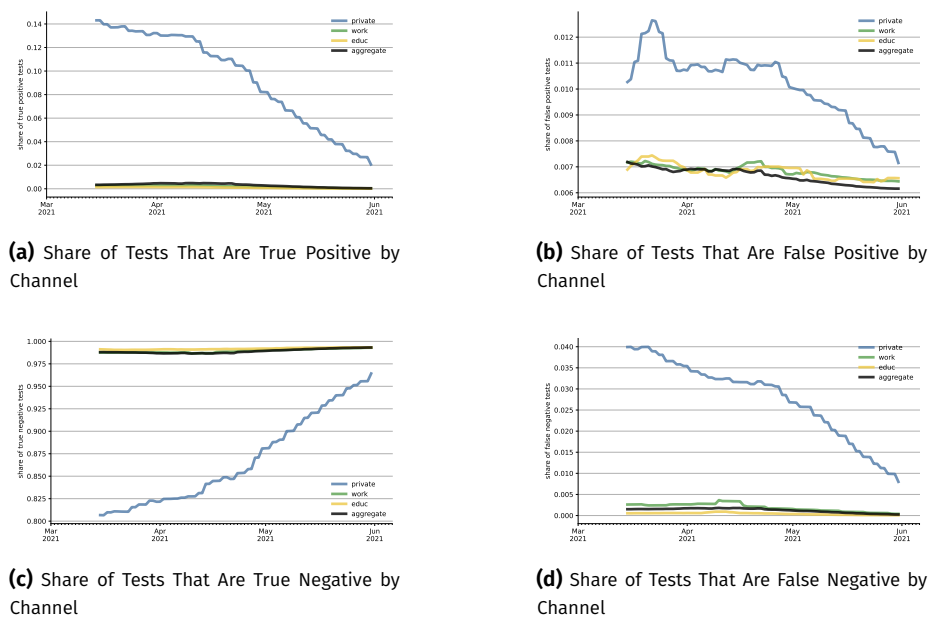 0.14
0.12
0.10
0.08
0.06
0.04
0.02
0.00
share of true positive tests
private
work
educ
aggregate
Mar
2021
Apr
2021
May
2021
Jun
2021
(a) Share of Tests That Are True Positive by
Channel
0.012
0.011
0.010
0.009
0.008
0.007
0.006
share of false positive tests
private
work
educ
aggregate
Mar
2021
Apr
2021
May
2021
Jun
2021
(b) Share of Tests That Are False Positive by
Channel
1.000
0.975
0.950
0.925
0.900
0.875
0.850
0.825
0.800
share of true negative tests
private
work
educ
aggregate
Mar
2021
Apr
2021
May
2021
Jun
2021
(c) Share of Tests That Are True Negative by
Channel
0.040
0.035
0.030
0.025
0.020
0.015
0.010
0.005
0.000
share of false negative tests
private
work
educ
aggregate
Mar
2021
Apr
2021
May
2021
Jun
2021
(d) Share of Tests That Are False Negative by
Channel